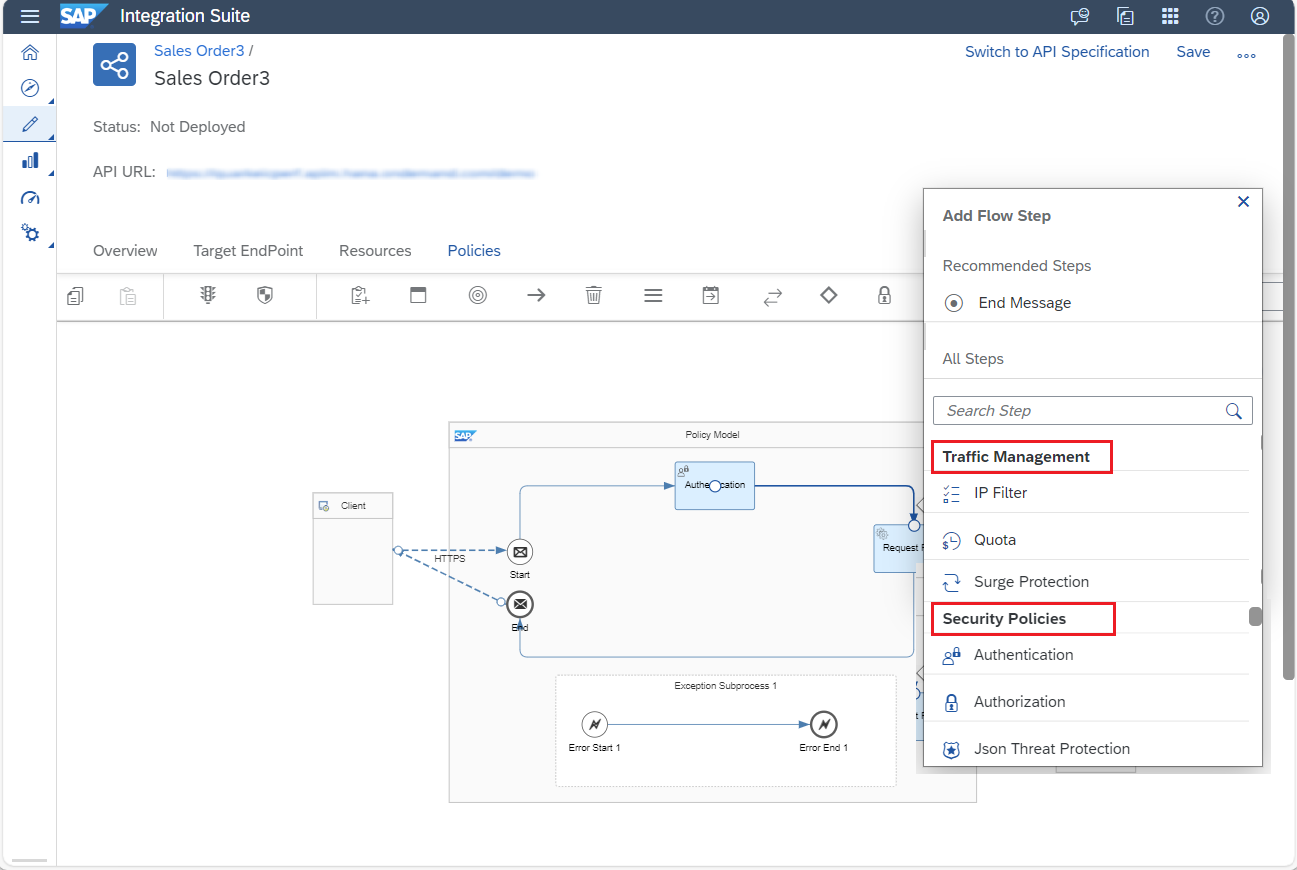 SAP Integration Suite
Sales Order3 /
Sales Order3
Switch to API Specification Save
Status: Not Deployed
API URL:
Overview Target EndPoint Resources Policies
Add Flow Step
Recommended Steps
End Message
All Steps
Search Step
Traffic Management
IP Filter
Quota
Surge Protection
Security Policies
Authentication
Authorization
Json Threat Protection
SAP Policy Model
Client
HTTPS
Start
End
Authentication
Request
Exception Subprocess 1
Error Start 1
Error End 1